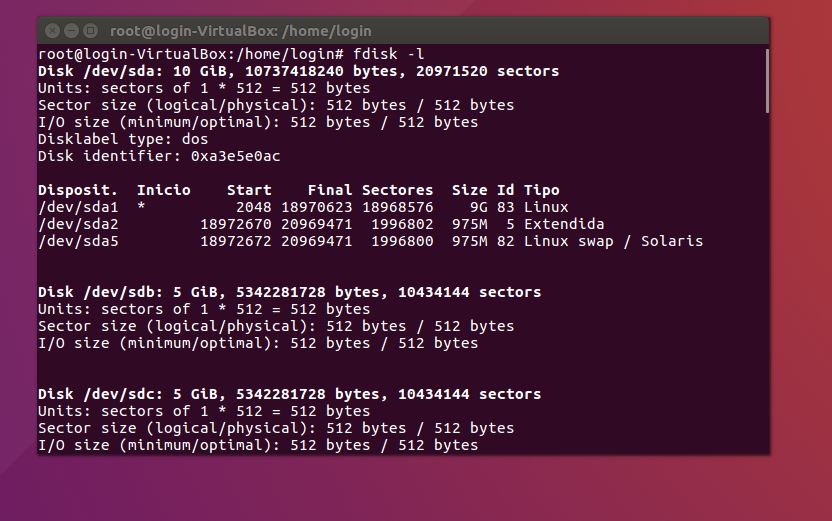 root@login-VirtualBox: /home/login
root@login-VirtualBox:/home/login# fdisk -l
Disk /dev/sda: 10 GiB, 10737418240 bytes, 20971520 sectors
Units: sectors of 1 * 512 = 512 bytes
Sector size (logical/physical): 512 bytes / 512 bytes
I/O size (minimum/optimal): 512 bytes / 512 bytes
Disklabel type: dos
Disk identifier: 0xa3e5e0ac
Disposit.  Inicio    Start    Final Sectores  Size Id Tipo
/dev/sda1  *          2048 18970623 18968576    9G 83 Linux
/dev/sda2         18972670 20969471  1996802  975M  5 Extendida
/dev/sda5         18972672 20969471  1996800  975M 82 Linux swap / Solaris
Disk /dev/sdb: 5 GiB, 5342281728 bytes, 10434144 sectors
Units: sectors of 1 * 512 = 512 bytes
Sector size (logical/physical): 512 bytes / 512 bytes
I/O size (minimum/optimal): 512 bytes / 512 bytes
Disk /dev/sdc: 5 GiB, 5342281728 bytes, 10434144 sectors
Units: sectors of 1 * 512 = 512 bytes
Sector size (logical/physical): 512 bytes / 512 bytes
I/O size (minimum/optimal): 512 bytes / 512 bytes